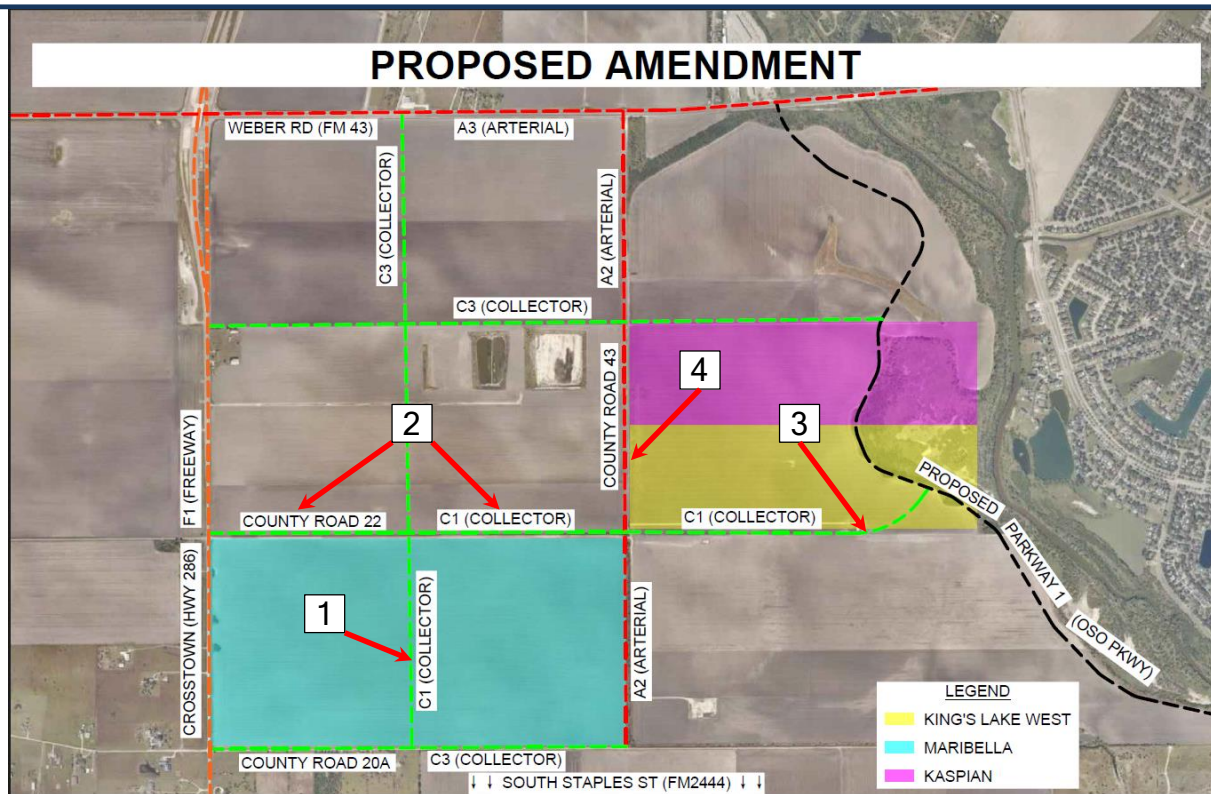 PROPOSED AMENDMENT
WEBER RD (FM 43)
A3 (ARTERIAL)
C3 (COLLECTOR)
A2 (ARTERIAL)
C3 (COLLECTOR)
F1 (FREEWAY)
COUNTY ROAD 43
4
2
3
COUNTY ROAD 22
C1 (COLLECTOR)
C1 (COLLECTOR)
PROPOSED PARKWAY 1 (OSO PKWY)
CROSSTOWN (HWY 286)
1
C1 (COLLECTOR)
A2 (ARTERIAL)
COUNTY ROAD 20A
C3 (COLLECTOR)
↓ ↓ SOUTH STAPLES ST (FM2444) ↓ ↓
LEGEND
KING'S LAKE WEST
MARIBELLA
KASPIAN